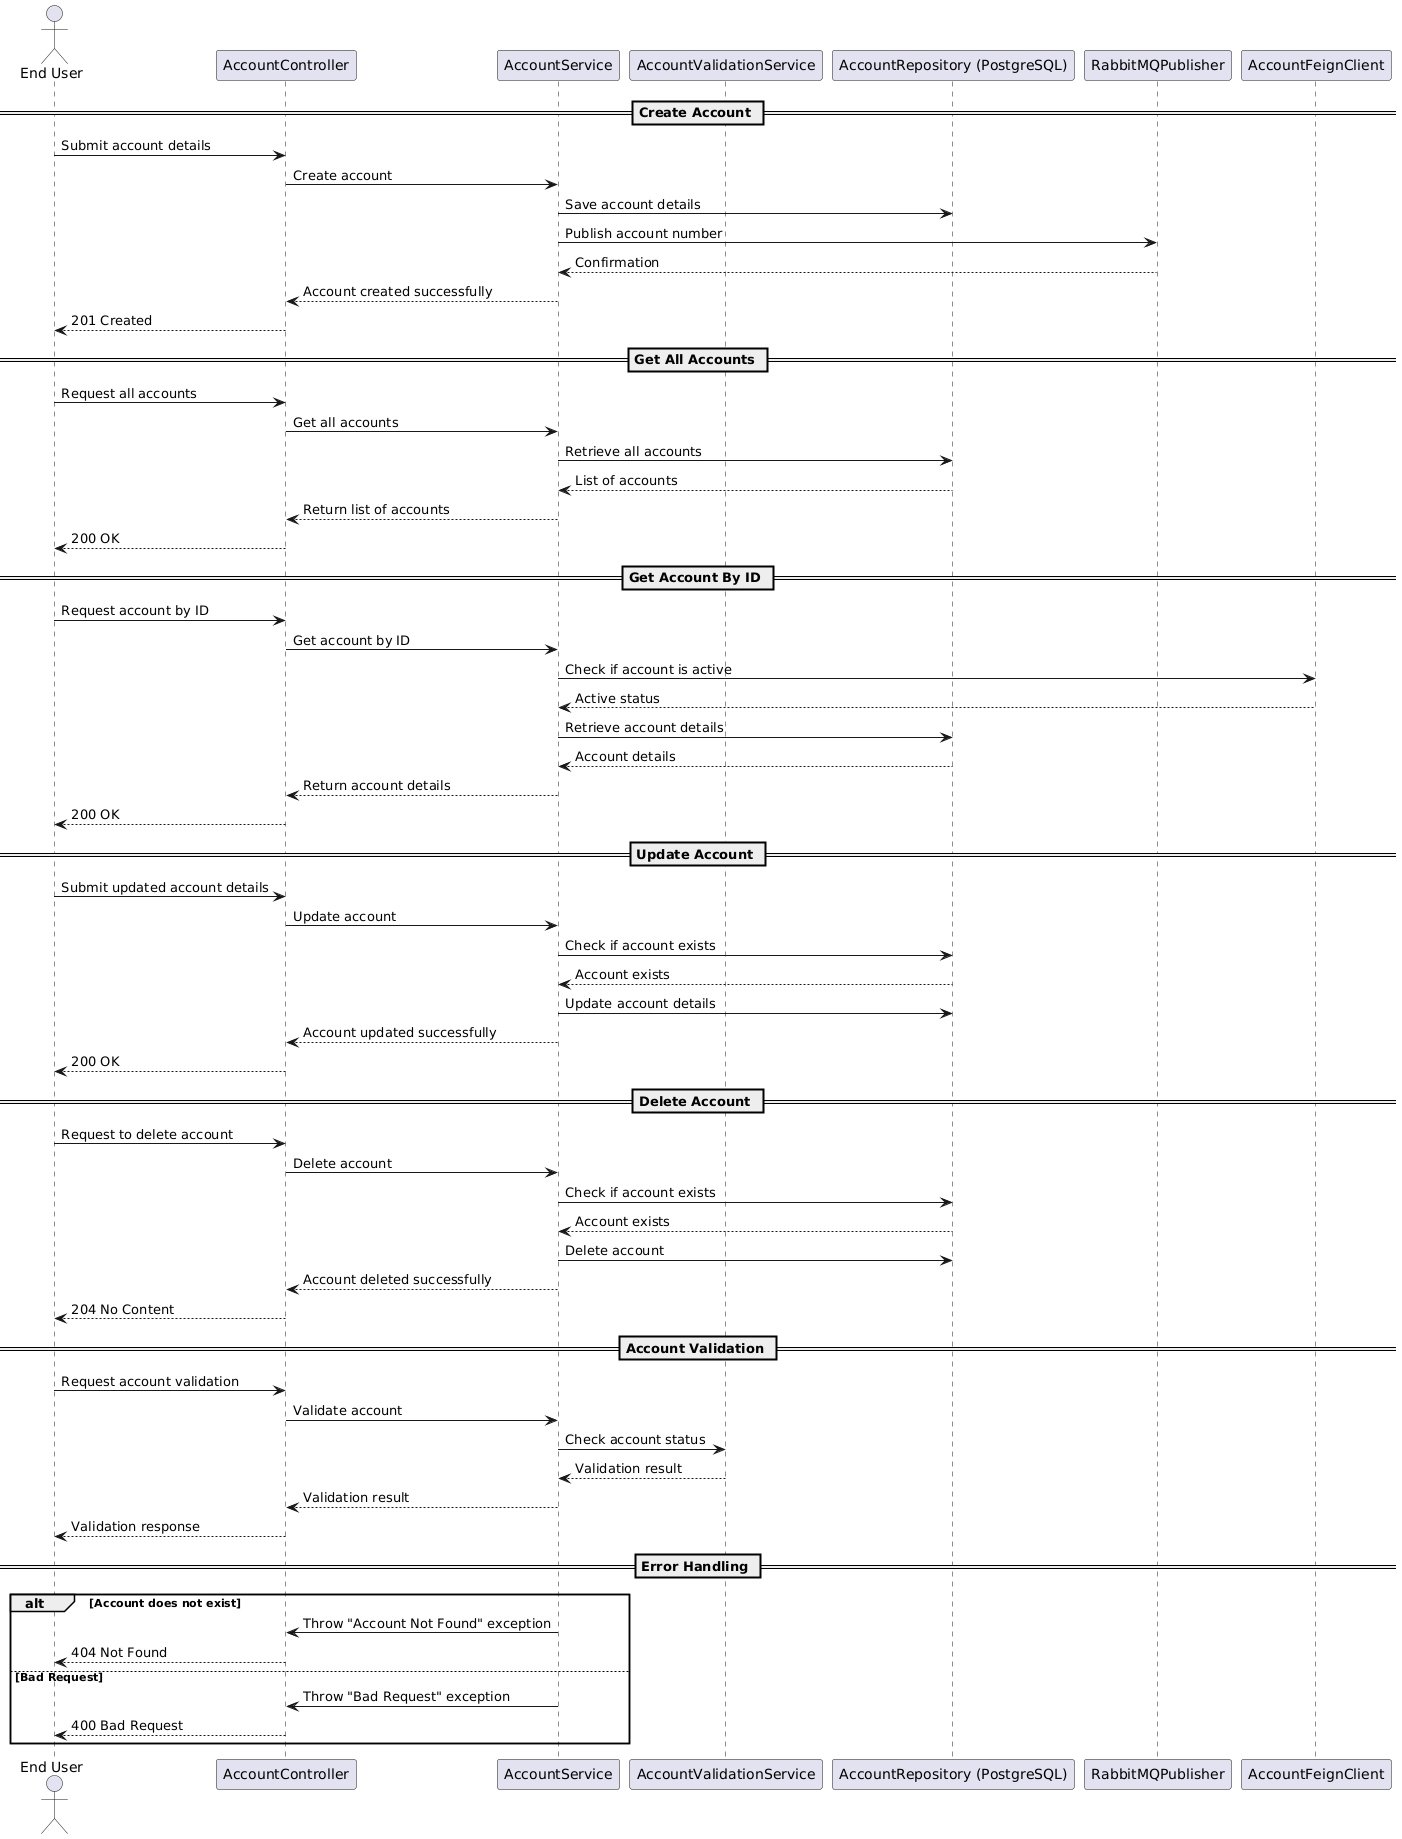 End User
AccountController
AccountService
AccountValidationService
AccountRepository (PostgreSQL)
RabbitMQPublisher
AccountFeignClient
Create Account
Submit account details
Create account
Save account details
Publish account number
Confirmation
Account created successfully
201 Created
Get All Accounts
Request all accounts
Get all accounts
Retrieve all accounts
List of accounts
Return list of accounts
200 OK
Get Account By ID
Request account by ID
Get account by ID
Check if account is active
Active status
Retrieve account details
Account details
Return account details
200 OK
Update Account
Submit updated account details
Update account
Check if account exists
Account exists
Update account details
Account updated successfully
200 OK
Delete Account
Request to delete account
Delete account
Check if account exists
Account exists
Delete account
Account deleted successfully
204 No Content
Account Validation
Request account validation
Validate account
Check account status
Validation result
Validation result
Validation response
Error Handling
alt [Account does not exist]
Throw "Account Not Found" exception
404 Not Found
[Bad Request]
Throw "Bad Request" exception
400 Bad Request
End User
AccountController
AccountService
AccountValidationService
AccountRepository (PostgreSQL)
RabbitMQPublisher
AccountFeignClient